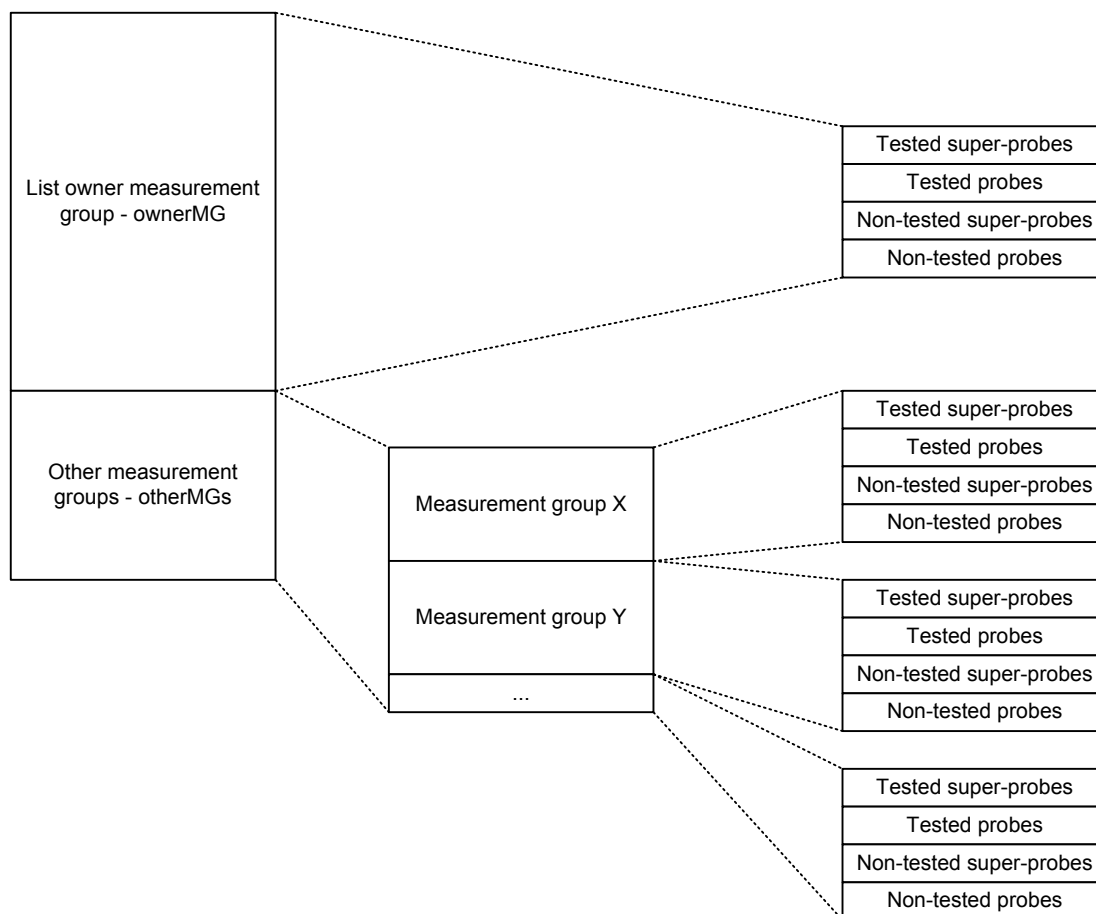 List owner measurement
group - ownerMG
Other measurement
groups - otherMGs
Measurement group X
Measurement group Y
...
Tested super-probes
Tested probes
Non-tested super-probes
Non-tested probes
Tested super-probes
Tested probes
Non-tested super-probes
Non-tested probes
Tested super-probes
Tested probes
Non-tested super-probes
Non-tested probes
Tested super-probes
Tested probes
Non-tested super-probes
Non-tested probes